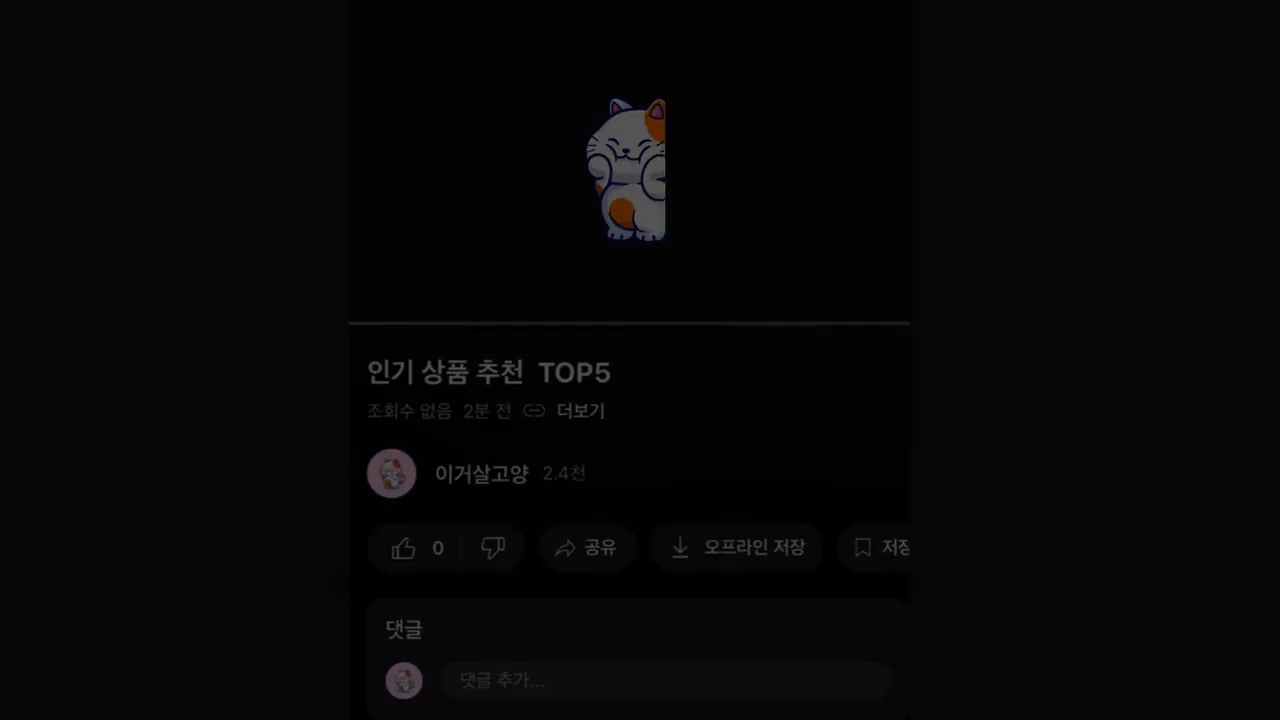 인기 상품 추천 TOP5
조회수 없음 2분 전 더보기
이거살고양 2.4천
0 공유 오프라인 저장 저장
댓글
댓글 추가...